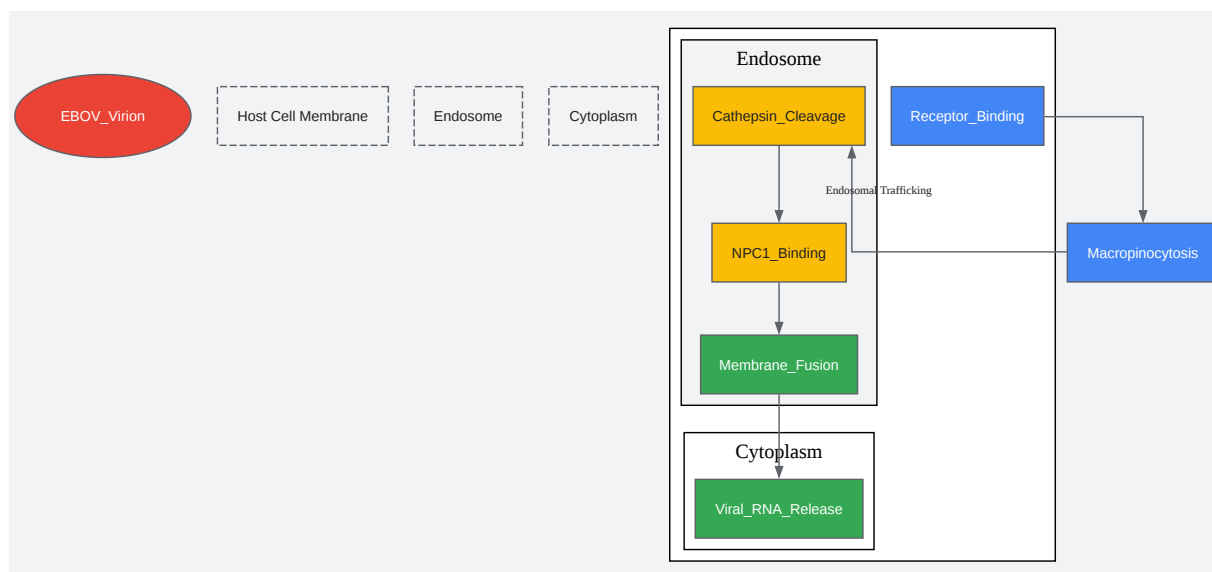 Endosome
EBOV_Virion
Host Cell Membrane
Endosome
Cytoplasm
Cathepsin_Cleavage
Receptor_Binding
Endosomal Trafficking
NPC1_Binding
Macropinocytosis
Membrane_Fusion
Cytoplasm
Viral_RNA_Release